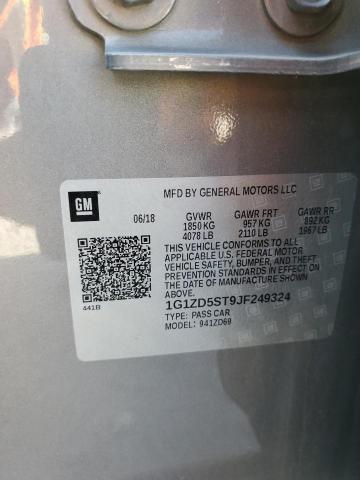 GM
MFD BY GENERAL MOTORS LLC
06/18 GVWR GAWR FRT GAWR RR
1850 KG 957 KG 892 KG
4078 LB 2110 LB 1967 LB
THIS VEHICLE CONFORMS TO ALL
APPLICABLE U.S. FEDERAL MOTOR
VEHICLE SAFETY, BUMPER, AND THEFT
PREVENTION STANDARDS IN EFFECT ON
THE DATE OF MANUFACTURE SHOWN
ABOVE.
1G1ZD5ST9JF249324
TYPE: PASS CAR
MODEL: 941ZD69
441B